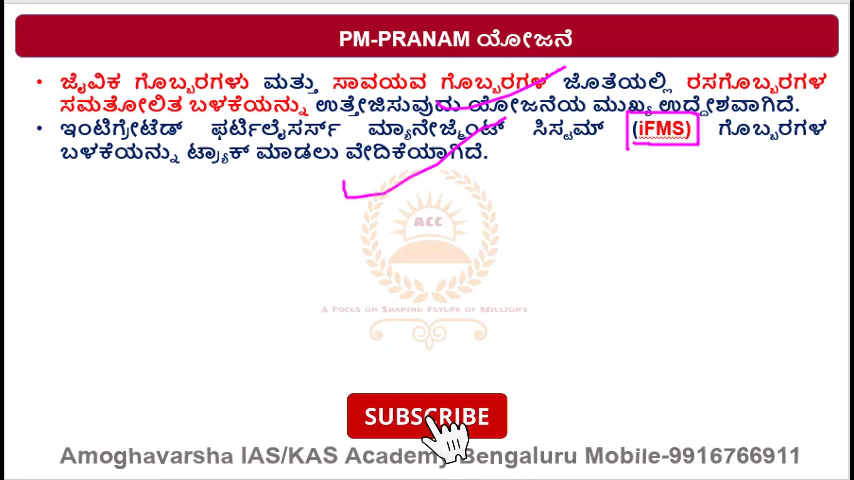 PM-PRANAM ಯೋಜನೆ
• ಜೈವಿಕ ಗೊಬ್ಬರಗಳು ಮತ್ತು ಸಾವಯವ ಗೊಬ್ಬರಗಳ ಜೊತೆಯಲ್ಲಿ ರಸಗೊಬ್ಬರಗಳ
ಸಮತೋಲಿತ ಬಳಕೆಯನ್ನು ಉತ್ತೇಜಿಸುವುದು ಯೋಜನೆಯ ಮುಖ್ಯ ಉದ್ದೇಶವಾಗಿದೆ.
• ಇಂಟಿಗ್ರೇಟೆಡ್ ಫರ್ಟಿಲೈಸರ್ಸ್ ಮ್ಯಾನೇಜ್ಮೆಂಟ್ ಸಿಸ್ಟಮ್ (iFMS) ಗೊಬ್ಬರಗಳ
ಬಳಕೆಯನ್ನು ಟ್ರ್ಯಾಕ್ ಮಾಡಲು ವೇದಿಕೆಯಾಗಿದೆ.
ACC
A FOCUS ON SHAPING FUTURE OF MILLIONS
SUBSCRIBE
Amoghavarsha IAS/KAS Academy Bengaluru Mobile-9916766911